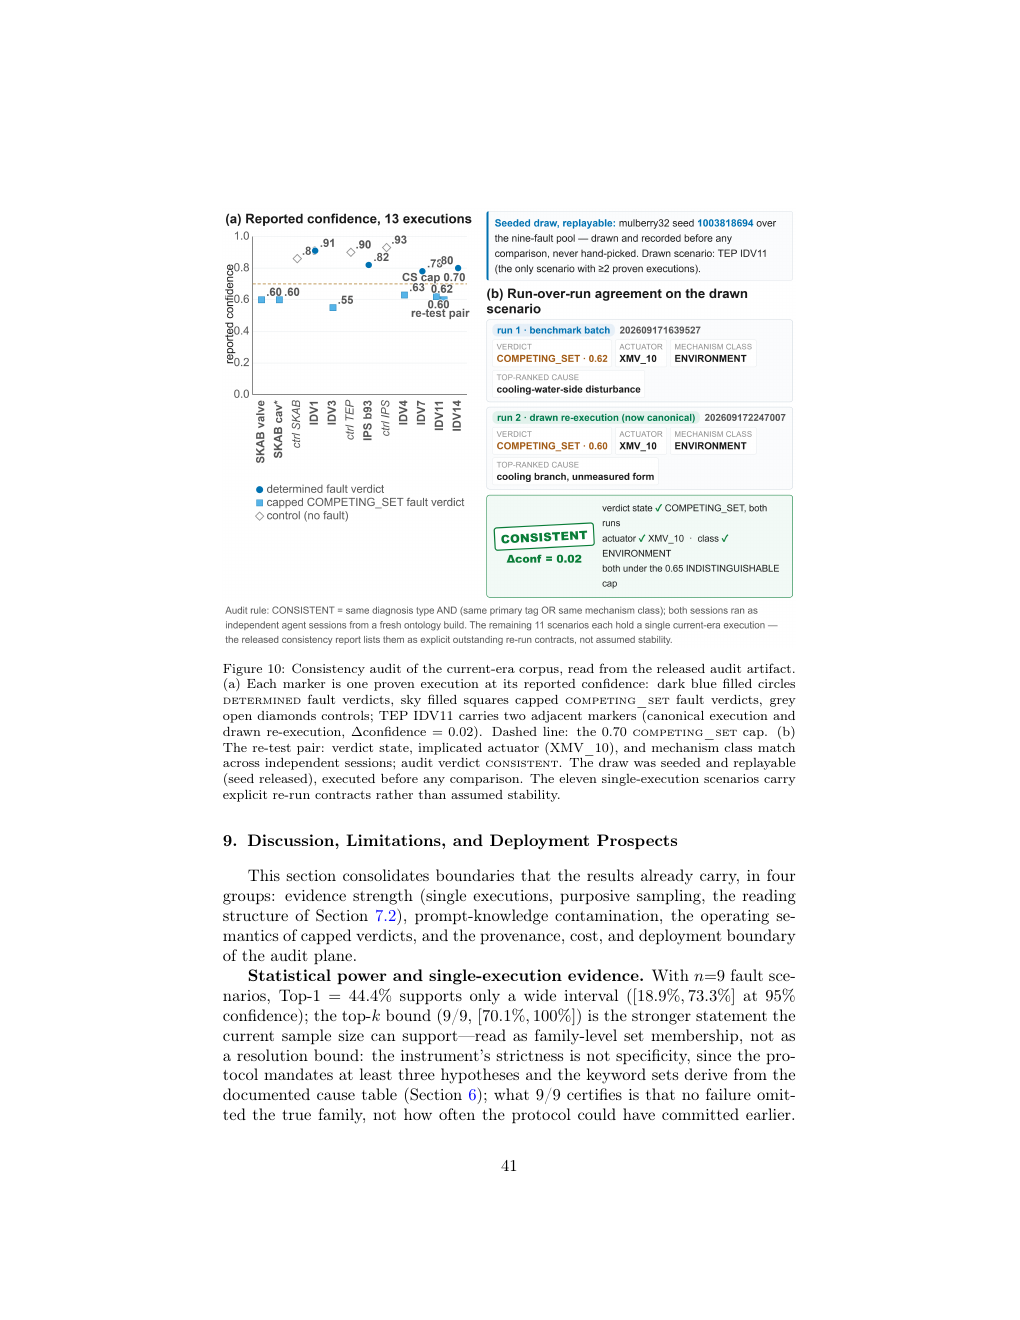 (a) Reported confidence, 13 executions
reported confidence
1.0
0.8
0.6
0.4
0.2
0.0
.60
.60
.91
.55
.90
.82
.93
.63
.80
CS cap 0.70
0.62
0.60
re-test pair
SKAB valve
SKAB cav*
ctrl SKAB
IDV1
IDV3
ctrl TEP
IPS b93
ctrl IPS
IDV4
IDV7
IDV11
IDV14
determined fault verdict
capped COMPETING_SET fault verdict
control (no fault)
Seeded draw, replayable: mulberry32 seed 1003818694 over
the nine-fault pool — drawn and recorded before any
comparison, never hand-picked. Drawn scenario: TEP IDV11
(the only scenario with ≥2 proven executions).
(b) Run-over-run agreement on the drawn
scenario
run 1 · benchmark batch 202609171639527
VERDICT ACTUATOR MECHANISM CLASS
COMPETING_SET · 0.62 XMV_10 ENVIRONMENT
TOP-RANKED CAUSE
cooling-water-side disturbance
run 2 · drawn re-execution (now canonical) 202609172247007
VERDICT ACTUATOR MECHANISM CLASS
COMPETING_SET · 0.60 XMV_10 ENVIRONMENT
TOP-RANKED CAUSE
cooling branch, unmeasured form
CONSISTENT
Δconf = 0.02
verdict state ✓ COMPETING_SET, both
runs
actuator ✓ XMV_10 · class ✓
ENVIRONMENT
both under the 0.65 INDISTINGUISHABLE
cap
Audit rule: CONSISTENT = same diagnosis type AND (same primary tag OR same mechanism class); both sessions ran as
independent agent sessions from a fresh ontology build. The remaining 11 scenarios each hold a single current-era execution —
the released consistency report lists them as explicit outstanding re-run contracts, not assumed stability.
Figure 10: Consistency audit of the current-era corpus, read from the released audit artifact.
(a) Each marker is one proven execution at its reported confidence: dark blue filled circles
DETERMINED fault verdicts, sky filled squares capped COMPETING_SET fault verdicts, grey
open diamonds controls; TEP IDV11 carries two adjacent markers (canonical execution and
drawn re-execution, Δconfidence = 0.02). Dashed line: the 0.70 COMPETING_SET cap. (b)
The re-test pair: verdict state, implicated actuator (XMV_10), and mechanism class match
across independent sessions; audit verdict CONSISTENT. The draw was seeded and replayable
(seed released), executed before any comparison. The eleven single-execution scenarios carry
explicit re-run contracts rather than assumed stability.
9. Discussion, Limitations, and Deployment Prospects
This section consolidates boundaries that the results already carry, in four
groups: evidence strength (single executions, purposive sampling, the reading
structure of Section 7.2), prompt-knowledge contamination, the operating se-
mantics of capped verdicts, and the provenance, cost, and deployment boundary
of the audit plane.
Statistical power and single-execution evidence. With n=9 fault sce-
narios, Top-1 = 44.4% supports only a wide interval ([18.9%, 73.3%] at 95%
confidence); the top-k bound (9/9, [70.1%, 100%]) is the stronger statement the
current sample size can support—read as family-level set membership, not as
a resolution bound: the instrument's strictness is not specificity, since the pro-
tocol mandates at least three hypotheses and the keyword sets derive from the
documented cause table (Section 6); what 9/9 certifies is that no failure omit-
ted the true family, not how often the protocol could have committed earlier.
41